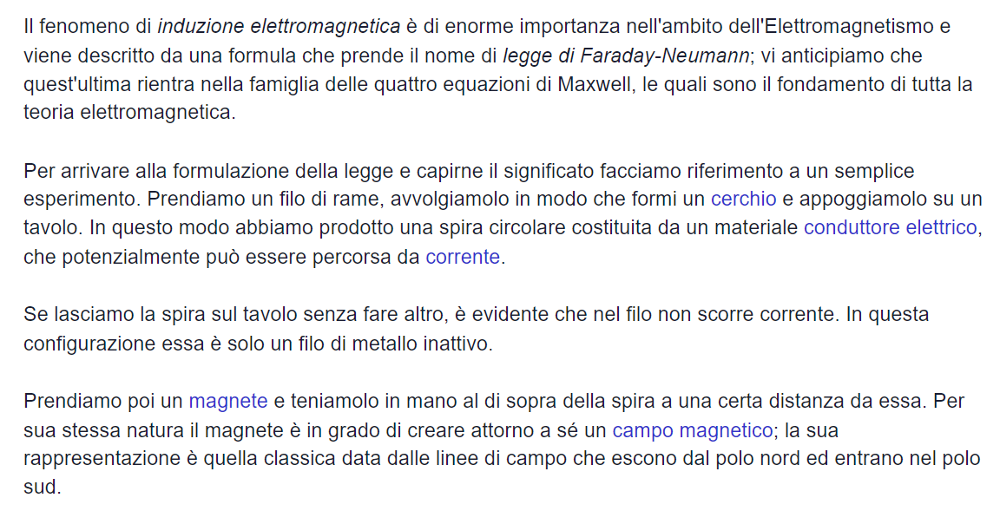 Il fenomeno di induzione elettromagnetica è di enorme importanza nell'ambito dell'Elettromagnetismo e
viene descritto da una formula che prende il nome di legge di Faraday-Neumann; vi anticipiamo che
quest'ultima rientra nella famiglia delle quattro equazioni di Maxwell, le quali sono il fondamento di tutta la
teoria elettromagnetica.
Per arrivare alla formulazione della legge e capirne il significato facciamo riferimento a un semplice
esperimento. Prendiamo un filo di rame, avvolgiamolo in modo che formi un cerchio e appoggiamolo su un
tavolo. In questo modo abbiamo prodotto una spira circolare costituita da un materiale conduttore elettrico,
che potenzialmente può essere percorsa da corrente.
Se lasciamo la spira sul tavolo senza fare altro, è evidente che nel filo non scorre corrente. In questa
configurazione essa è solo un filo di metallo inattivo.
Prendiamo poi un magnete e teniamolo in mano al di sopra della spira a una certa distanza da essa. Per
sua stessa natura il magnete è in grado di creare attorno a sé un campo magnetico; la sua
rappresentazione è quella classica data dalle linee di campo che escono dal polo nord ed entrano nel polo
sud.